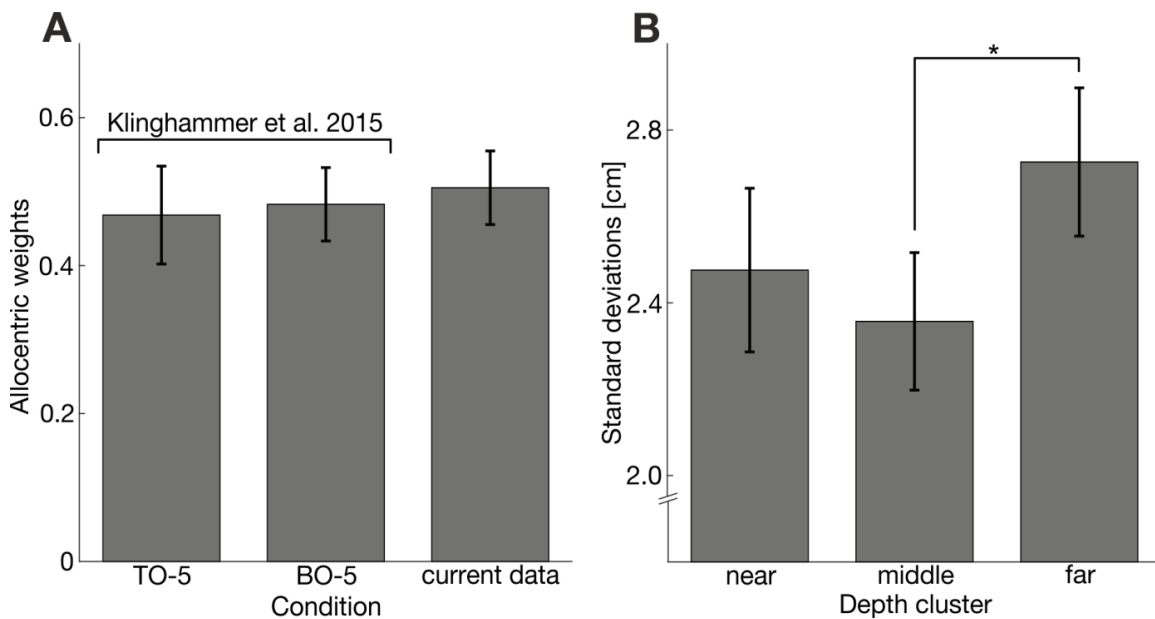 A
Allocentric weights
0.6
0.4
0.2
0
Klinghammer et al. 2015
TO-5
BO-5
current data
Condition
B
Standard deviations [cm]
2.8
2.4
2.0
*
near
middle
far
Depth cluster